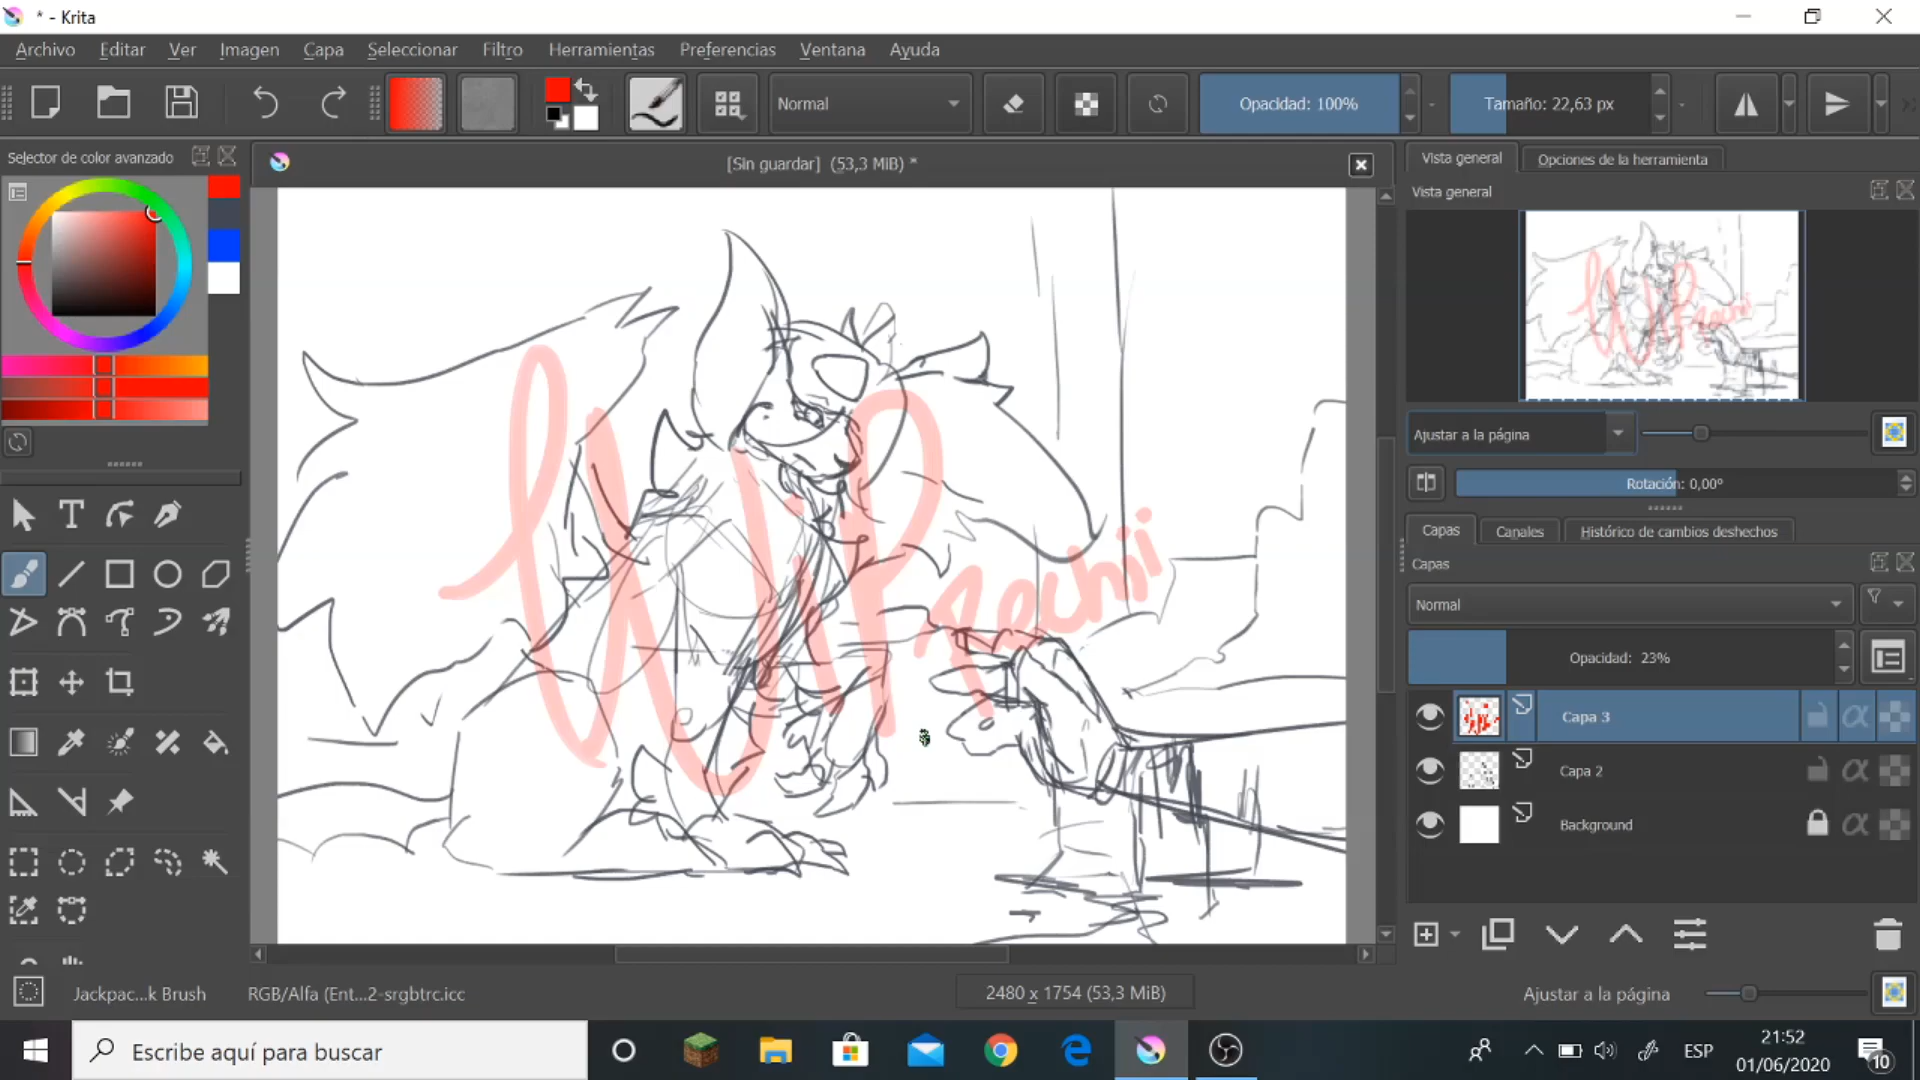 * - Krita
Archivo Editar Ver Imagen Capa Seleccionar Filtro Herramientas Preferencias Ventana Ayuda
Normal Opacidad: 100% Tamaño: 22,63 px
Selector de color avanzado
[Sin guardar] (53,3 MiB) *
Vista general Opciones de la herramienta
Vista general
Ajustar a la página
Rotación: 0,00°
Capas Canales Histórico de cambios deshechos
Capas
Normal
Opacidad: 23%
Capa 3
Capa 2
Background
WiP
Rechii
Jackpac...k Brush RGB/Alfa (Ent...2-srgbtrc.icc 2480 x 1754 (53,3 MiB) Ajustar a la página
Escribe aquí para buscar
ESP
21:52
01/06/2020
10